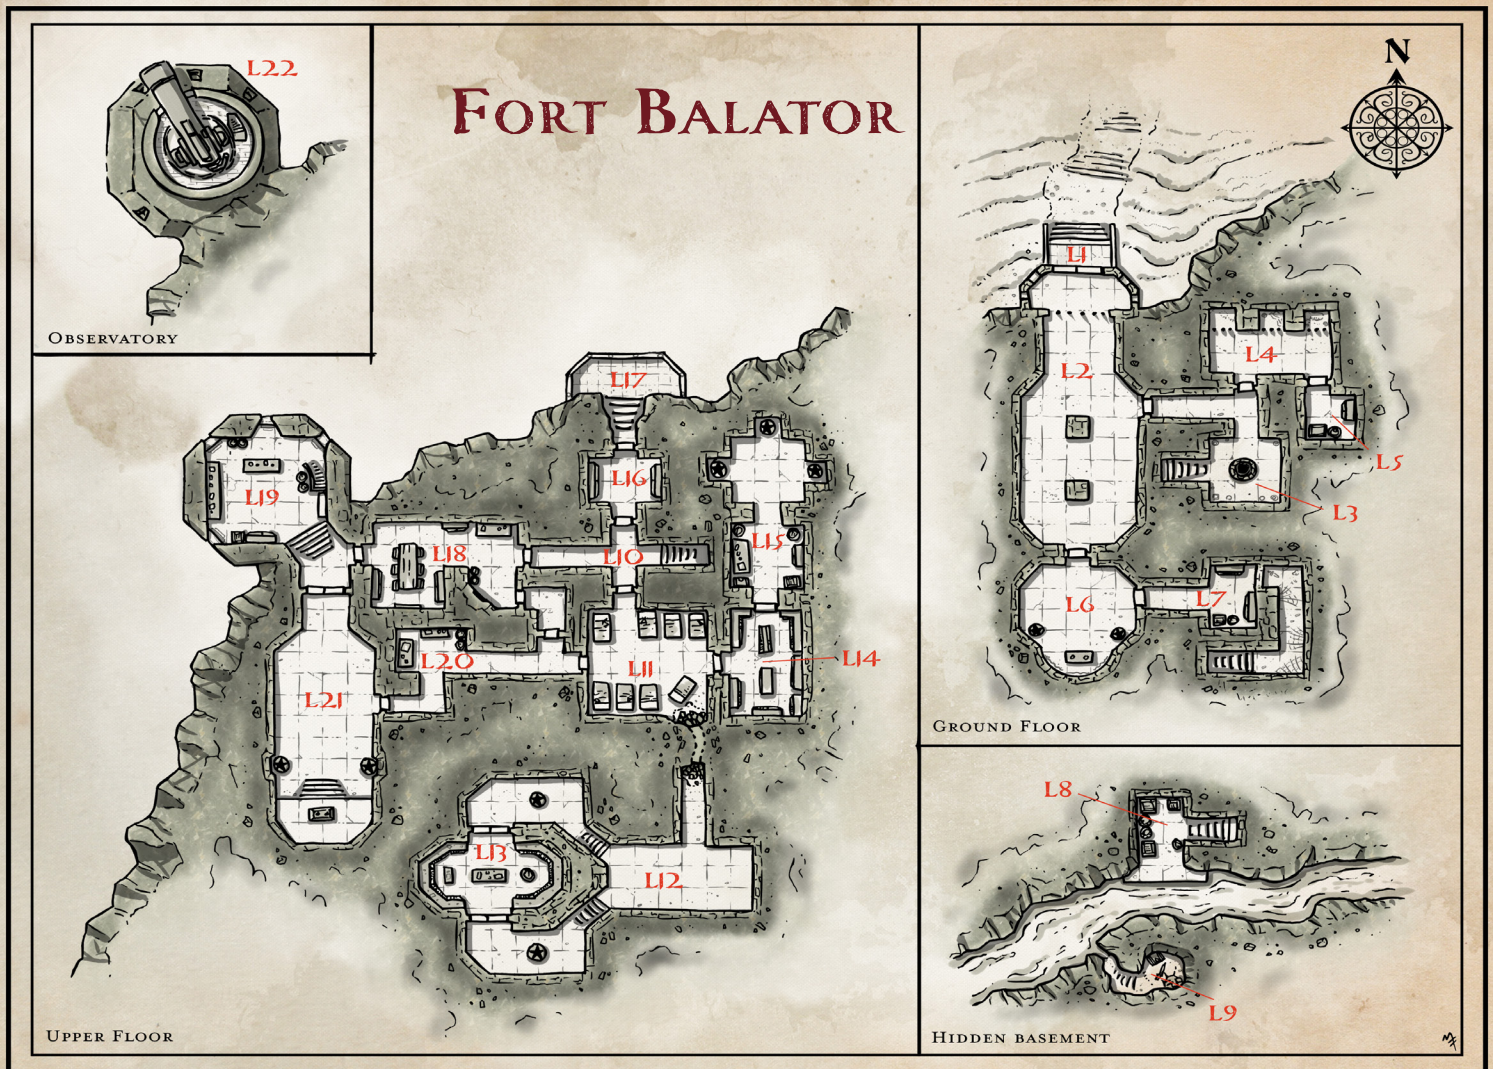 Fort Balator
N
L22
Observatory
L1
L2
L4
L5
L3
L6
L7
Ground Floor
L17
L16
L19
L18
L10
L15
L20
L11
L14
L21
L13
L12
Upper Floor
L8
L9
Hidden basement